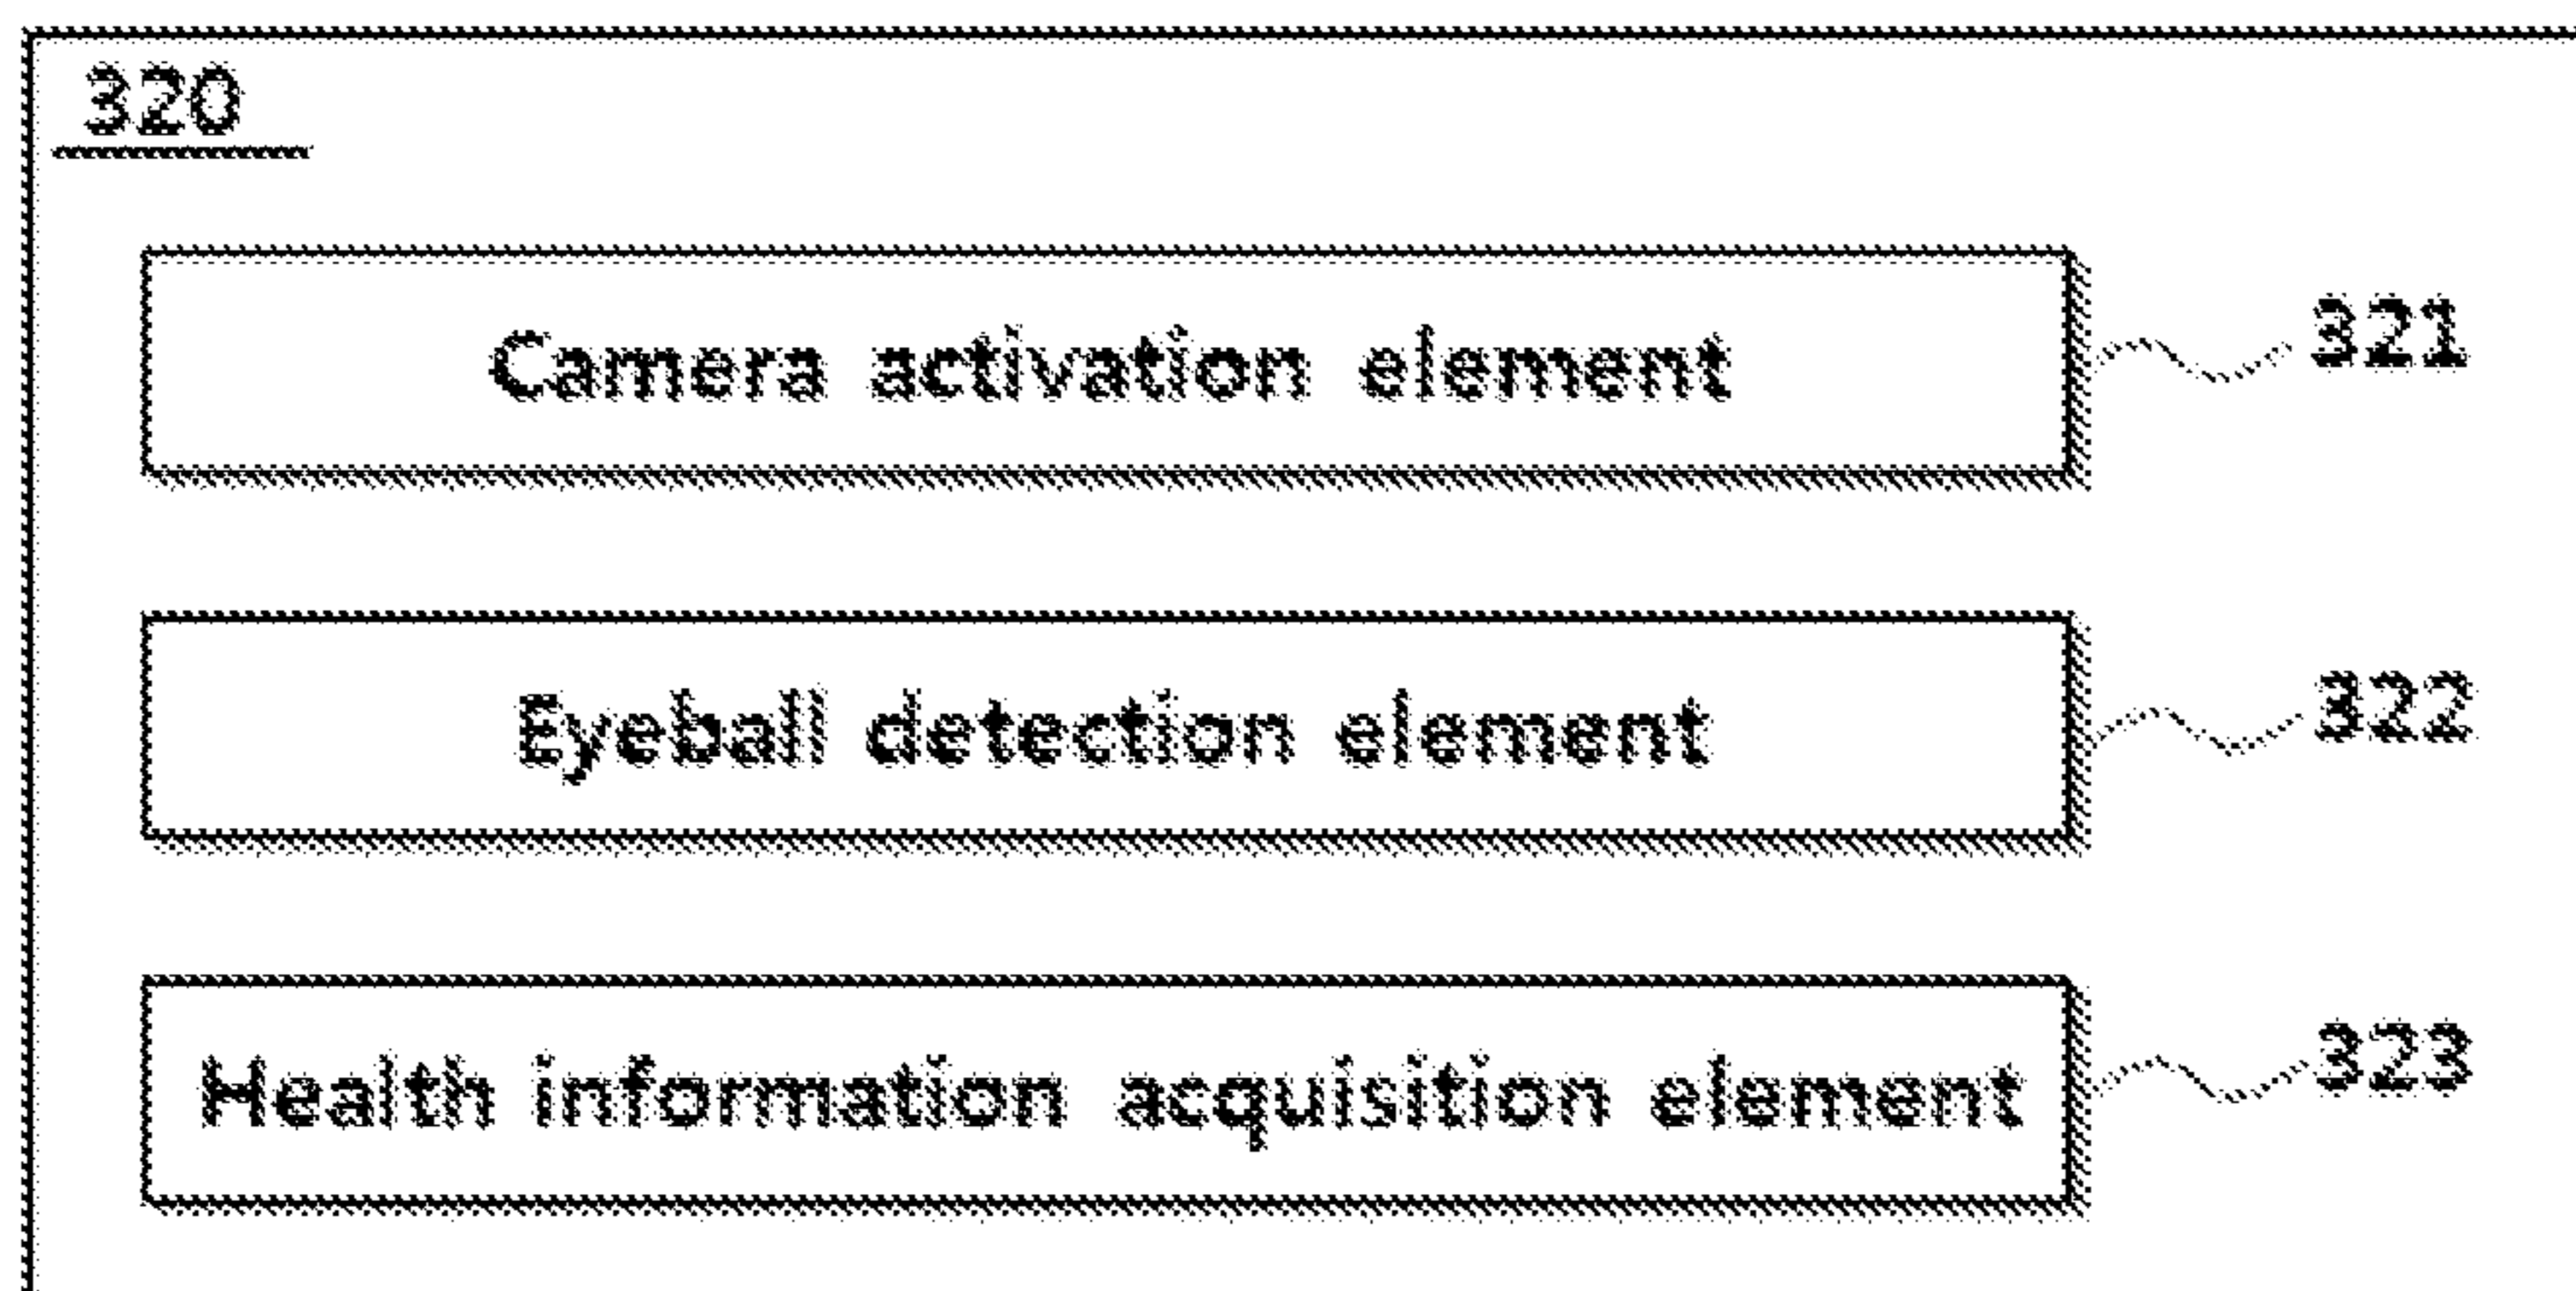 320
Camera activation element
321
Eyeball detection element
322
Health information acquisition element
323